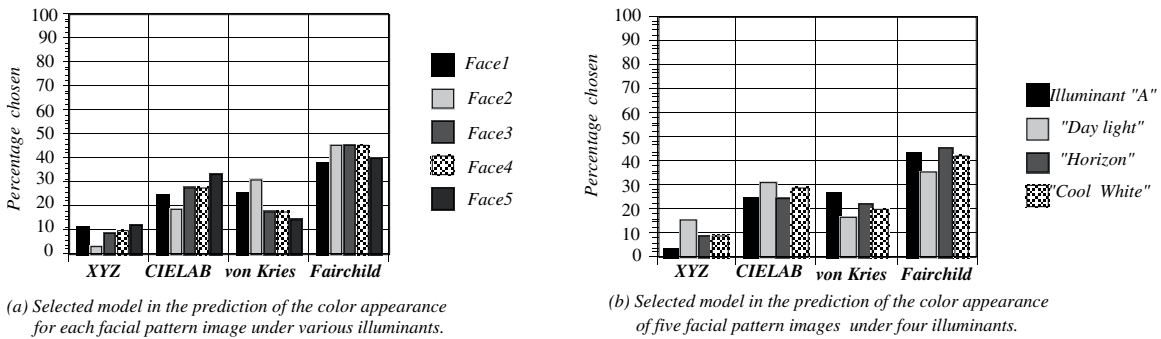 (a)
100
90
80
70
60
50
40
30
20
10
0
Percentage chosen
XYZ CIELAB von Kries Fairchild
Face1
Face2
Face3
Face4
Face5
(a) Selected model in the prediction of the color appearance
for each facial pattern image under various illuminants.
(b)
100
90
80
70
60
50
40
30
20
10
0
Percentage chosen
XYZ CIELAB von Kries Fairchild
Illuminant "A"
"Day light"
"Horizon"
"Cool White"
(b) Selected model in the prediction of the color appearance
of five facial pattern images under four illuminants.